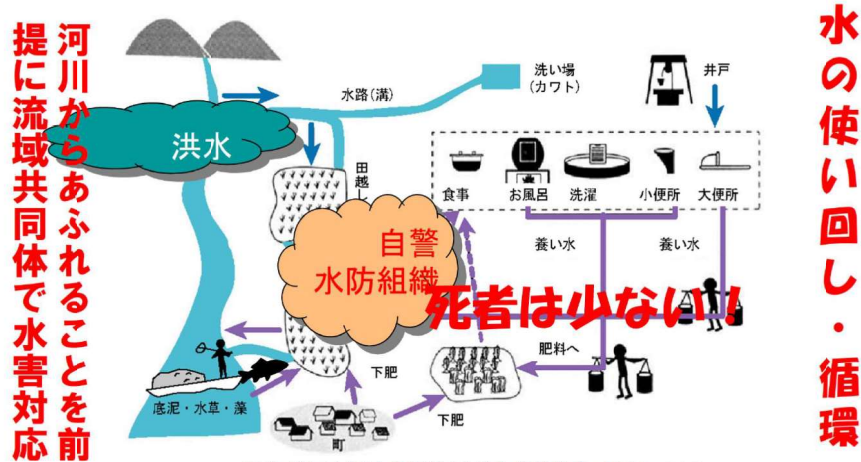 水の使い回し・循環
河川からあふれることを前
提に流域共同体で水害対応
洪水
水路(溝)
洗い場
(カワト)
井戸
食事
お風呂
洗濯
小便所
大便所
田越し
自警
水防組織
死者は少ない!
養い水
養い水
肥料へ
下肥
下肥
底泥・水草・藻
町